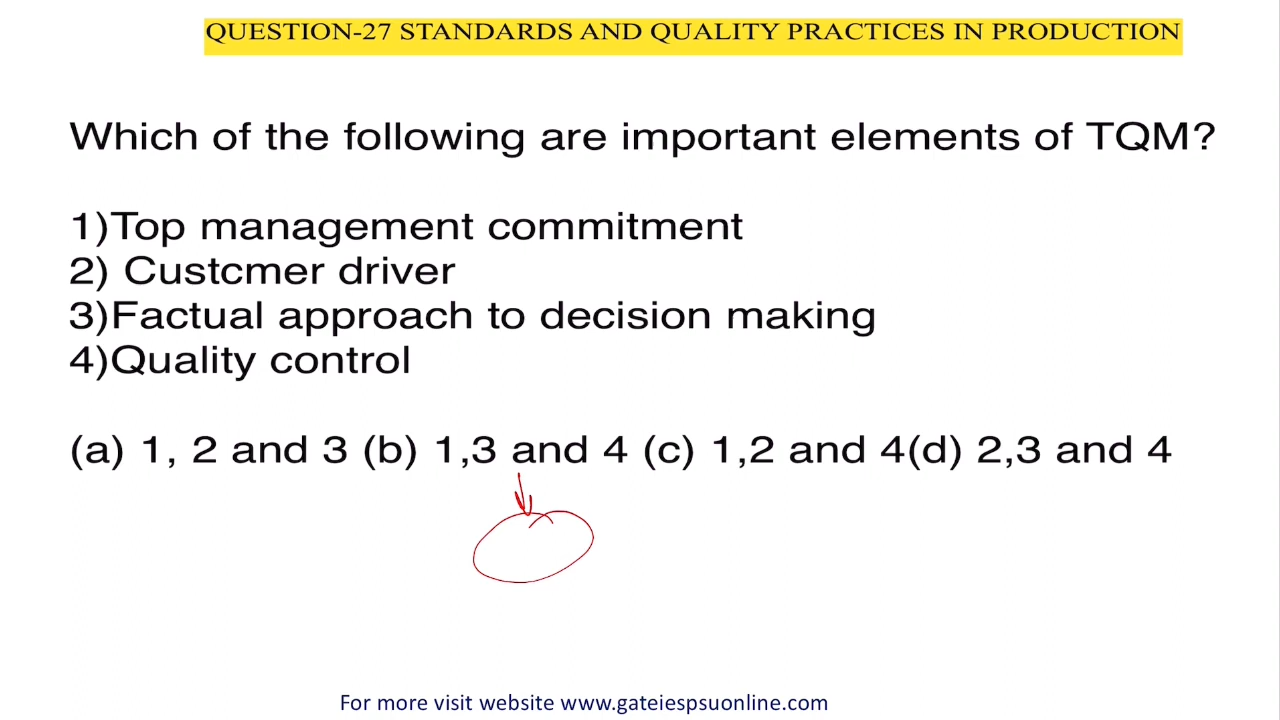 QUESTION-27 STANDARDS AND QUALITY PRACTICES IN PRODUCTION
Which of the following are important elements of TQM?
1)Top management commitment
2) Custcmer driver
3)Factual approach to decision making
4)Quality control
(a) 1, 2 and 3 (b) 1,3 and 4 (c) 1,2 and 4(d) 2,3 and 4
For more visit website www.gateiespsuonline.com